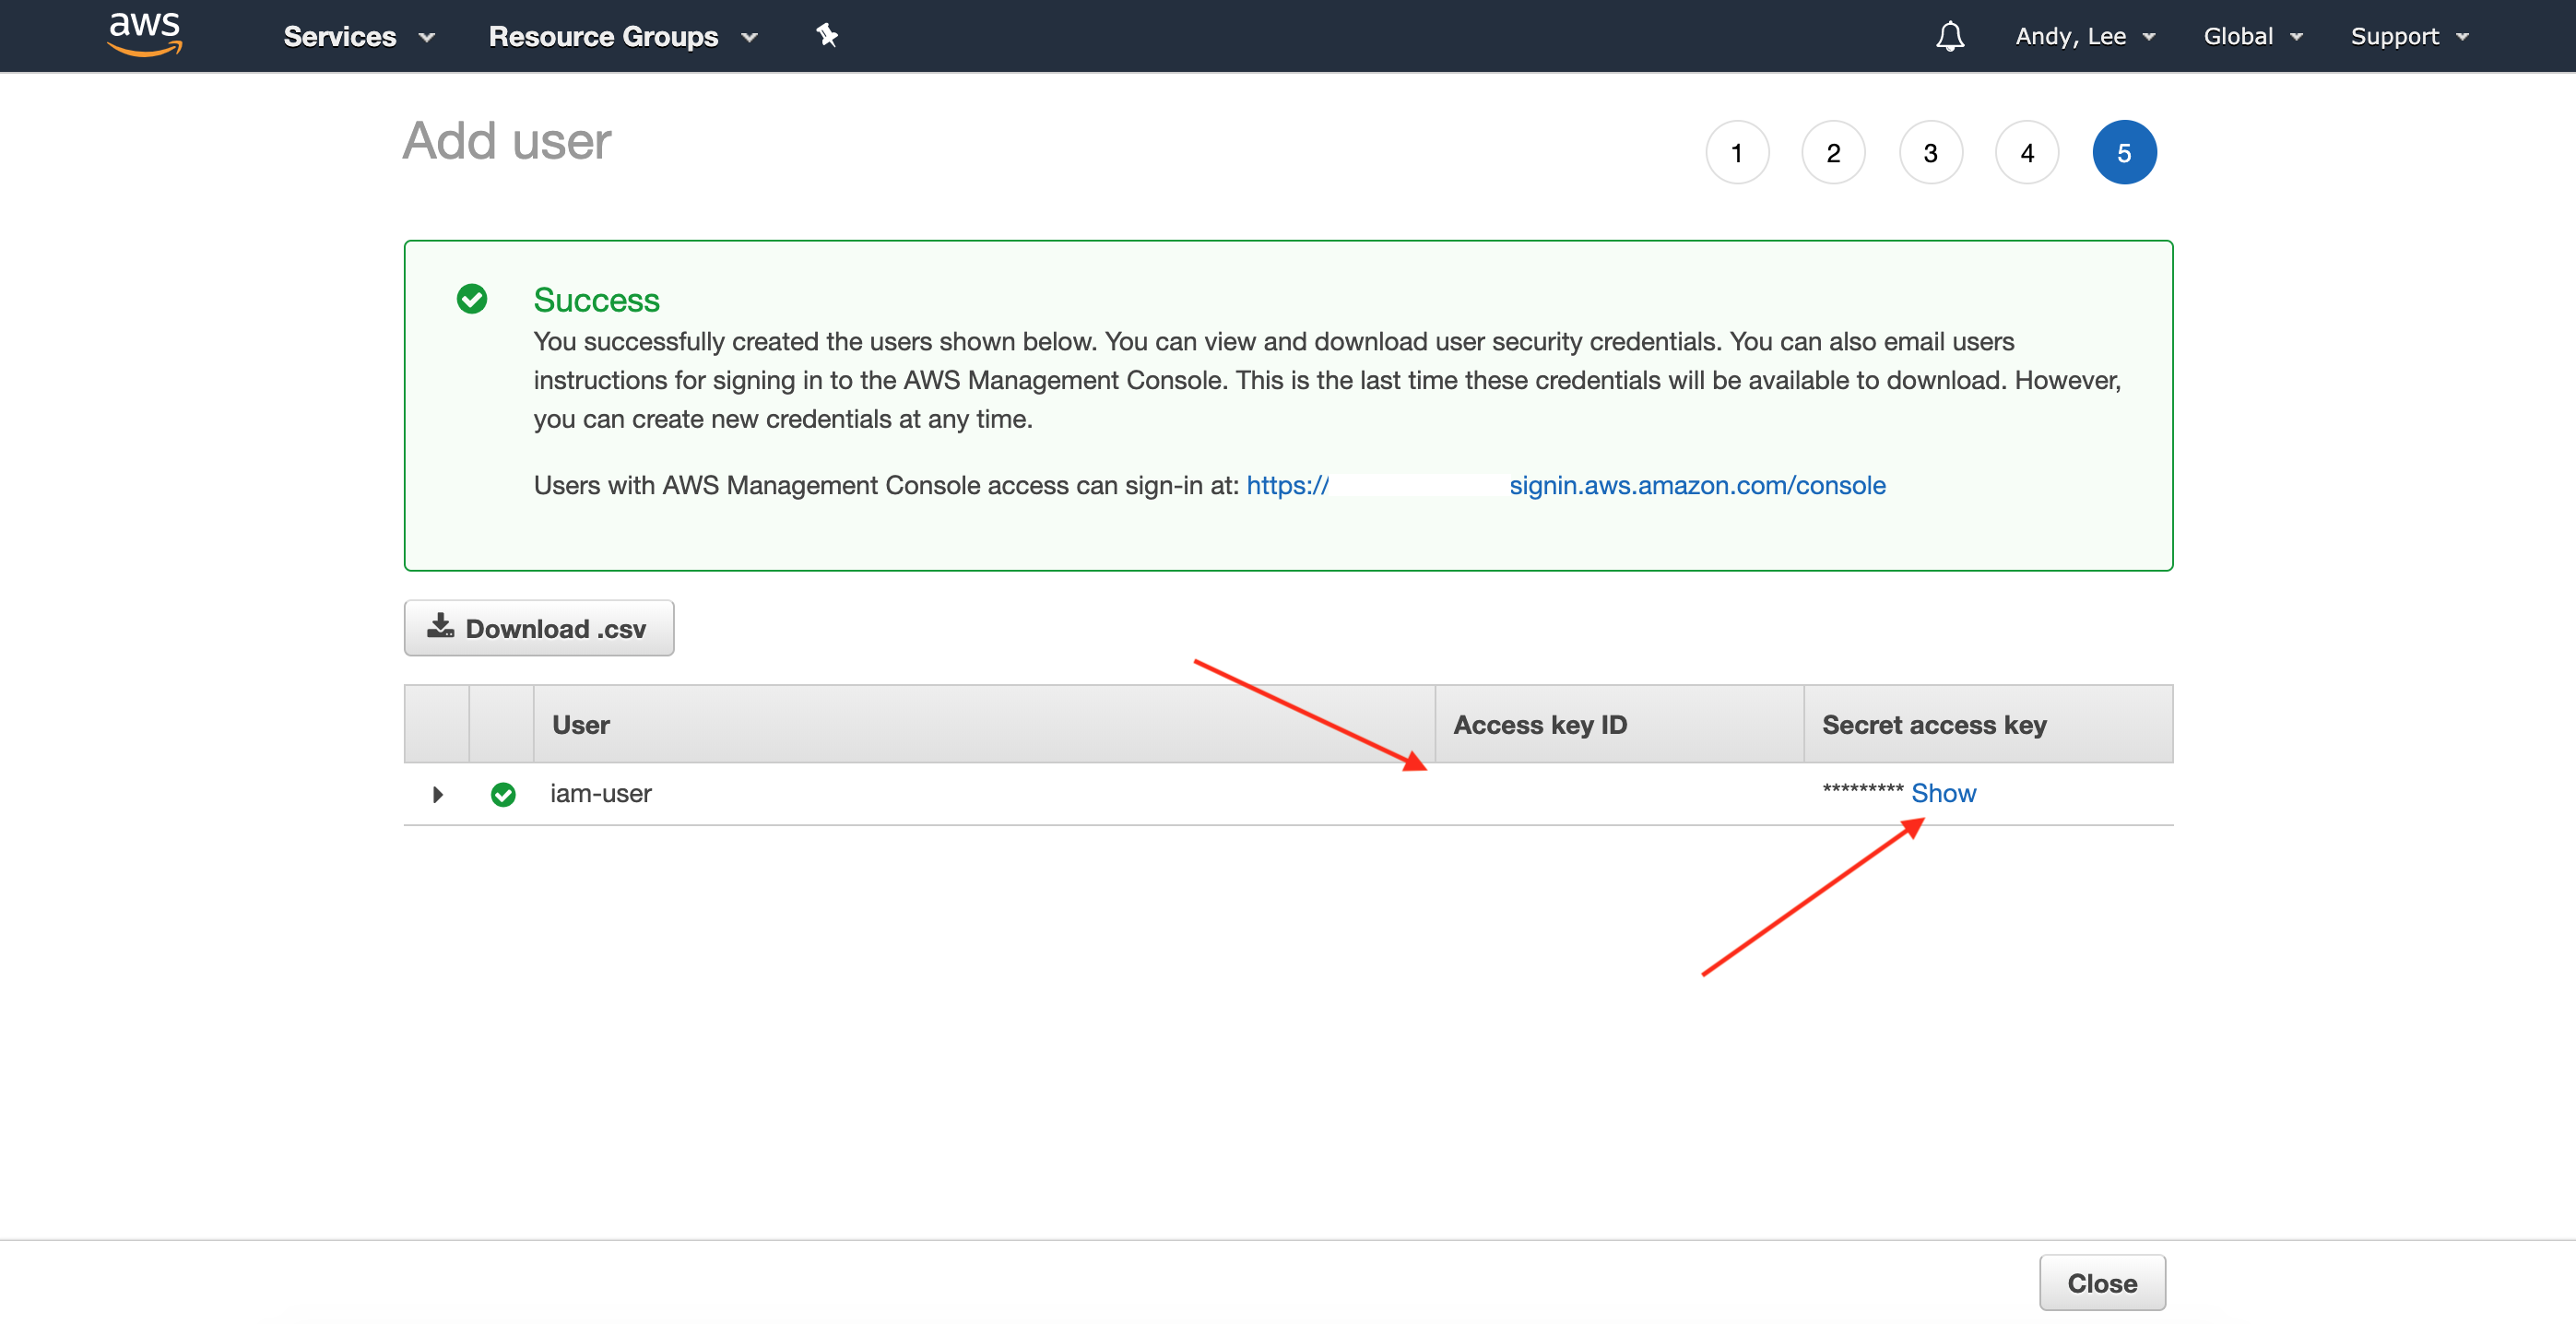 aws Services Resource Groups Andy, Lee Global Support
Add user 1 2 3 4 5
Success
You successfully created the users shown below. You can view and download user security credentials. You can also email users
instructions for signing in to the AWS Management Console. This is the last time these credentials will be available to download. However,
you can create new credentials at any time.
Users with AWS Management Console access can sign-in at: https:// signin.aws.amazon.com/console
Download .csv
User Access key ID Secret access key
iam-user ********* Show
Close